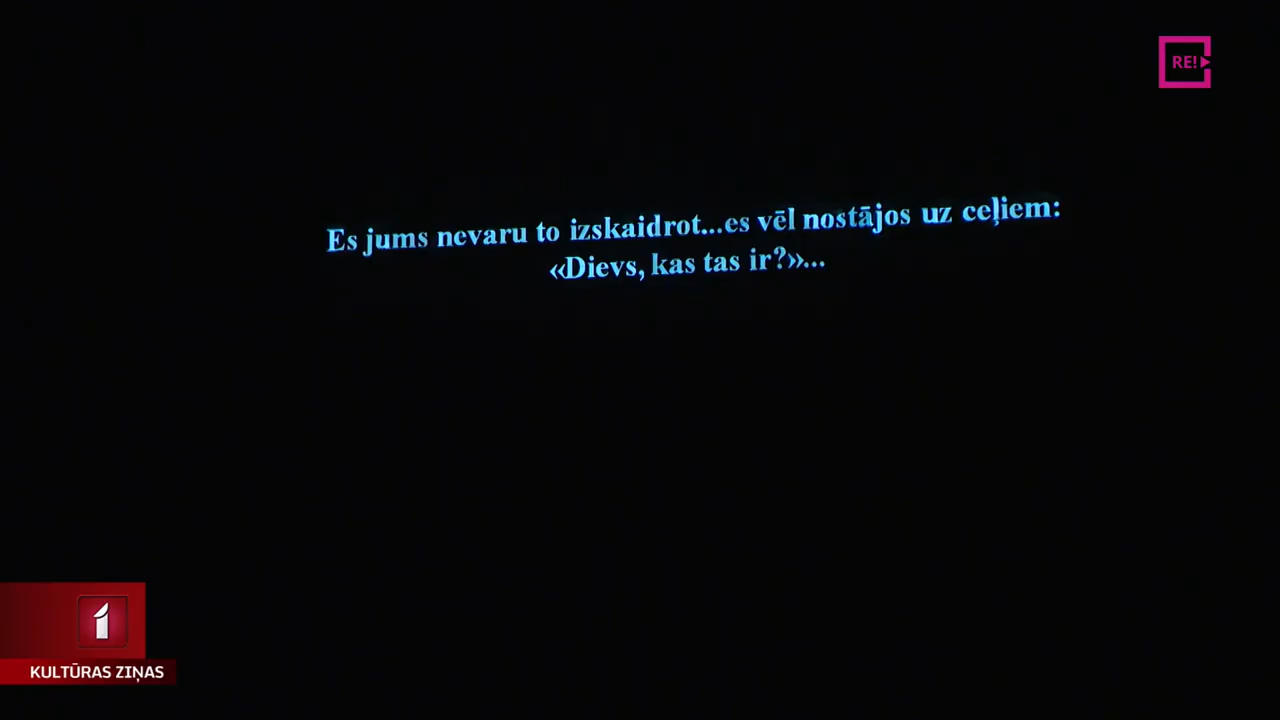 RE!
Es jums nevaru to izskaidrot...es vēl nostājos uz ceļiem:
«Dievs, kas tas ir?»...
1
KULTŪRAS ZIŅAS